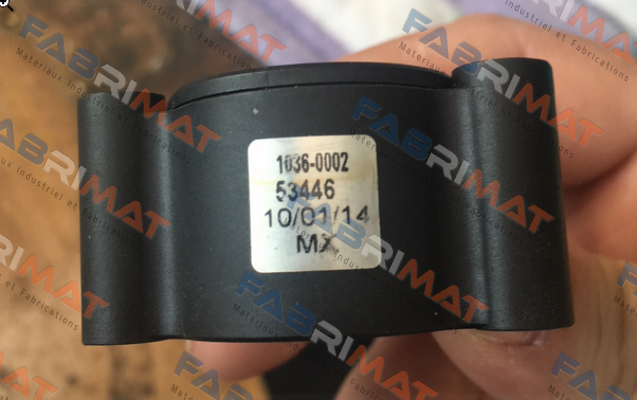 1036-0002
53446
10/01/14
MX
FABRIMAT
Materiaux Industriel et Fabrications